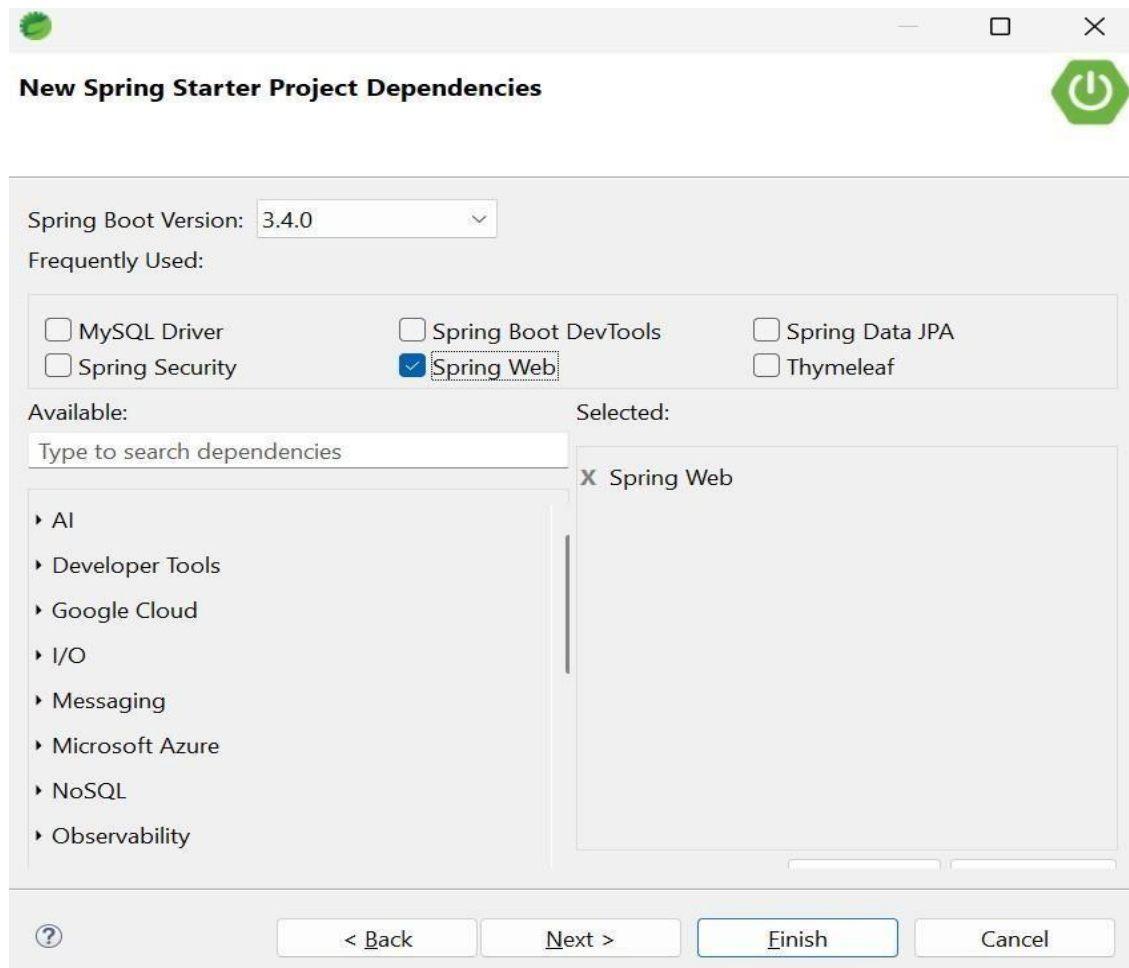 New Spring Starter Project Dependencies
Spring Boot Version: 3.4.0
Frequently Used:
MySQL Driver Spring Boot DevTools Spring Data JPA
Spring Security Spring Web Thymeleaf
Available: Selected:
Type to search dependencies
X Spring Web
AI
Developer Tools
Google Cloud
I/O
Messaging
Microsoft Azure
NoSQL
Observability
? < Back Next > Finish Cancel